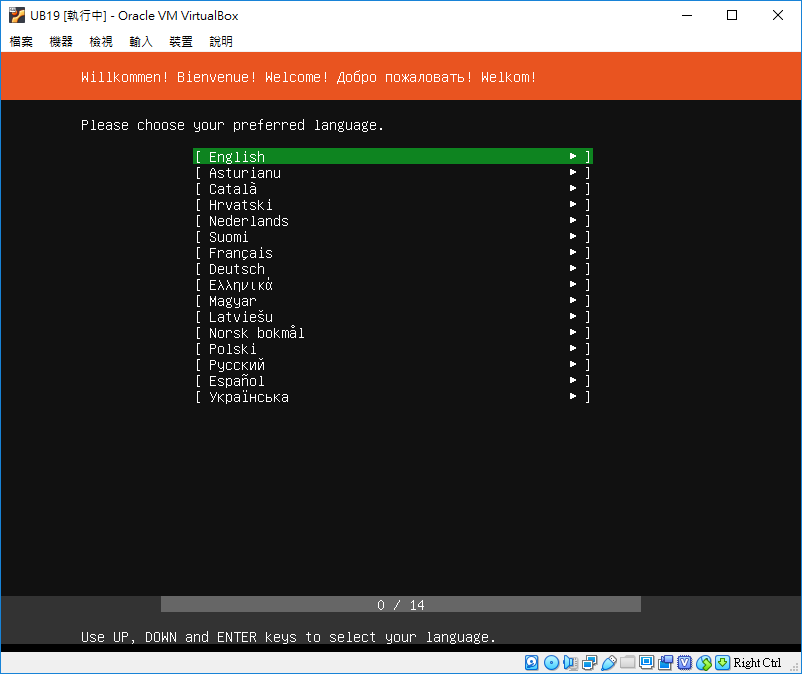 UB19 [執行中] - Oracle VM VirtualBox
檔案 機器 檢視 輸入 裝置 說明
Willkommen! Bienvenue! Welcome! Добро пожаловать! Welkom!
Please choose your preferred language.
[ English ► ]
[ Asturianu ► ]
[ Català ► ]
[ Hrvatski ► ]
[ Nederlands ► ]
[ Suomi ► ]
[ Français ► ]
[ Deutsch ► ]
[ Ελληνικά ► ]
[ Magyar ► ]
[ Latviešu ► ]
[ Norsk bokmål ► ]
[ Polski ► ]
[ Русский ► ]
[ Español ► ]
[ Українська ► ]
0 / 14
Use UP, DOWN and ENTER keys to select your language.
Right Ctrl